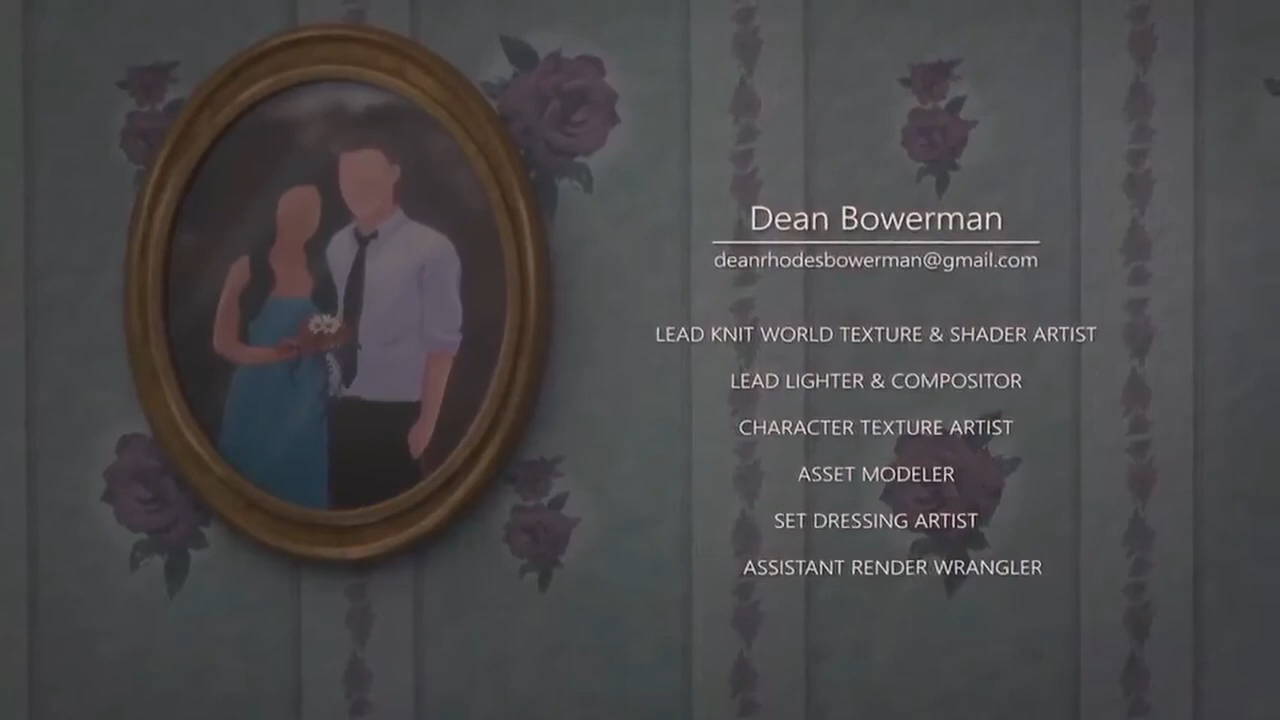 Dean Bowerman
deanrhodesbowerman@gmail.com
LEAD KNIT WORLD TEXTURE & SHADER ARTIST
LEAD LIGHTER & COMPOSITOR
CHARACTER TEXTURE ARTIST
ASSET MODELER
SET DRESSING ARTIST
ASSISTANT RENDER WRANGLER